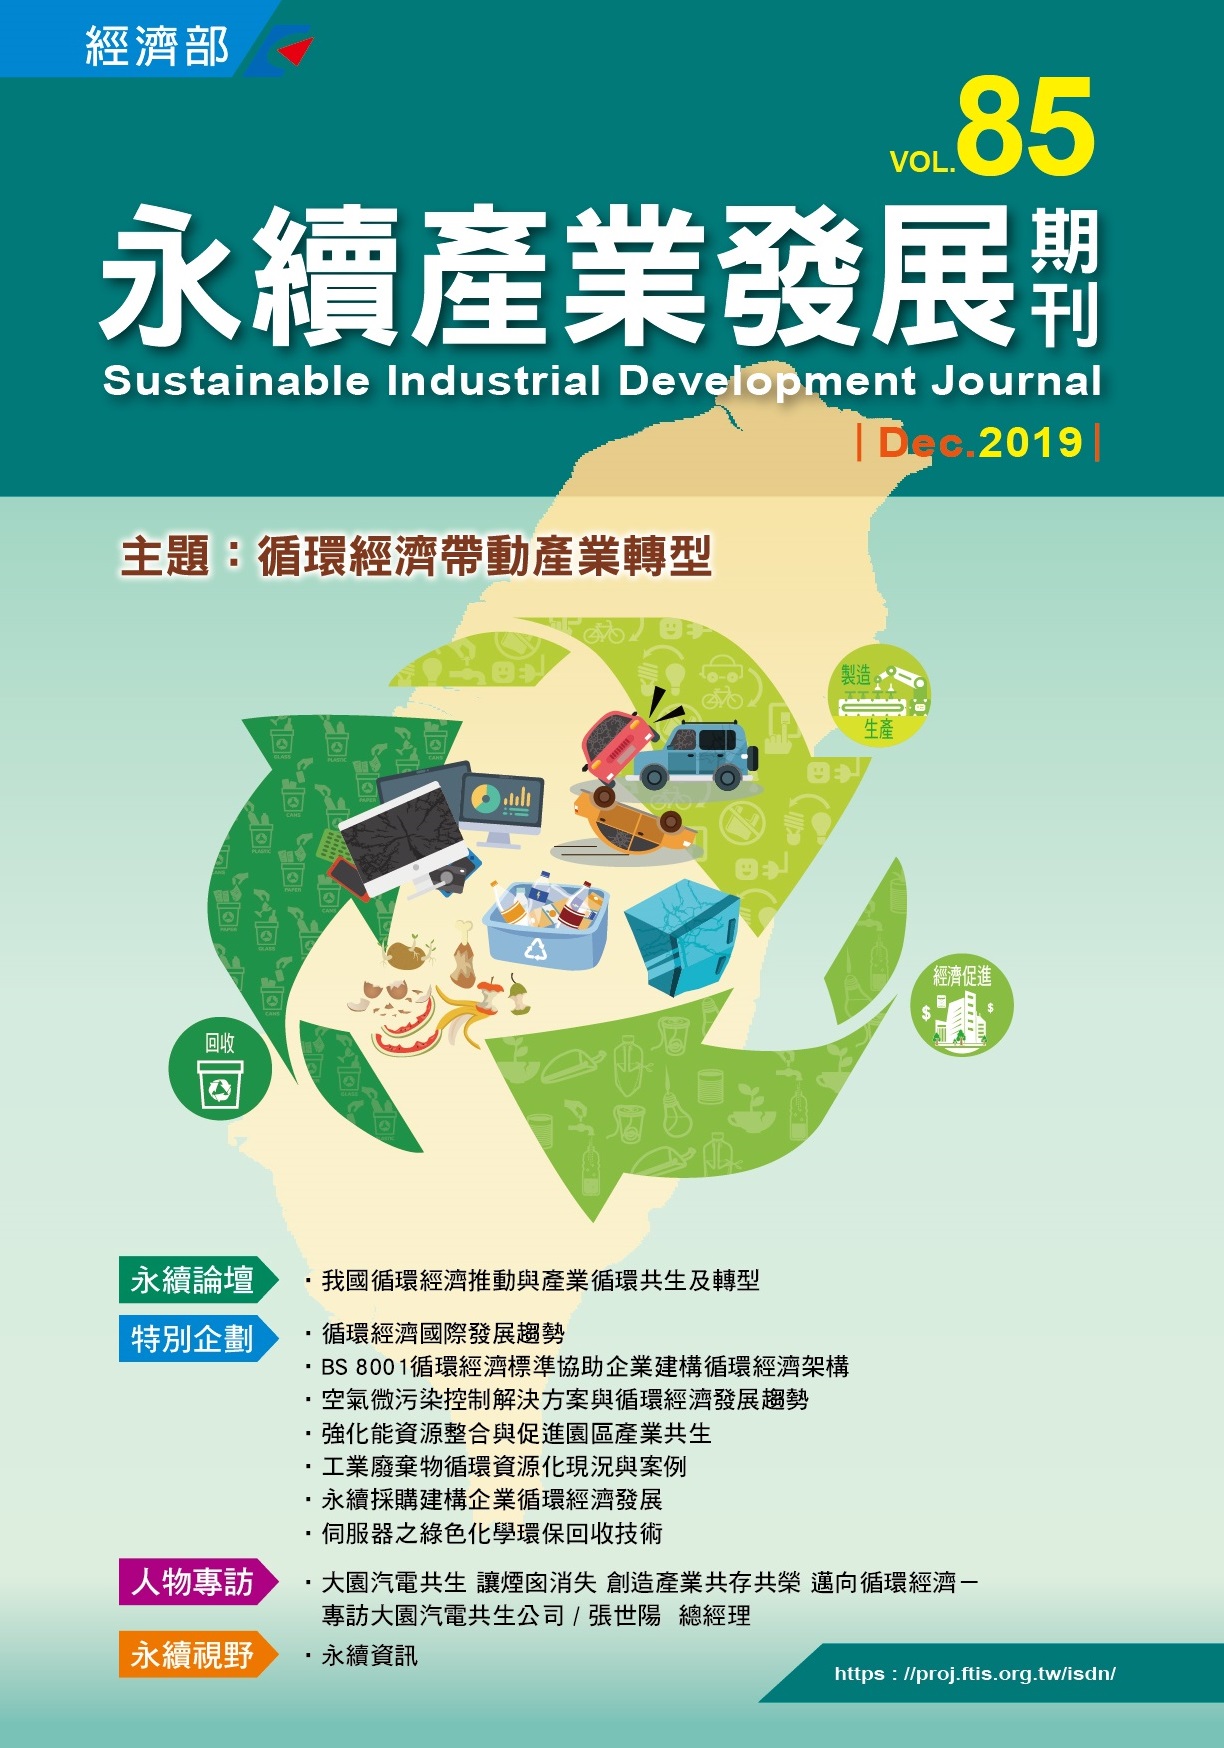 經濟部
VOL.85
永續產業發展期刊
Sustainable Industrial Development Journal
| Dec.2019 |
主題：循環經濟帶動產業轉型
製造
生產
經濟促進
回收
永續論壇
・我國循環經濟推動與產業循環共生及轉型
特別企劃
・循環經濟國際發展趨勢
・BS 8001循環經濟標準協助企業建構循環經濟架構
・空氣微污染控制解決方案與循環經濟發展趨勢
・強化能資源整合與促進園區產業共生
・工業廢棄物循環資源化現況與案例
・永續採購建構企業循環經濟發展
・伺服器之綠色化學環保回收技術
人物專訪
・大園汽電共生 讓煙囪消失 創造產業共存共榮 邁向循環經濟－
專訪大園汽電共生公司 / 張世陽 總經理
永續視野
・永續資訊
https : //proj.ftis.org.tw/isdn/